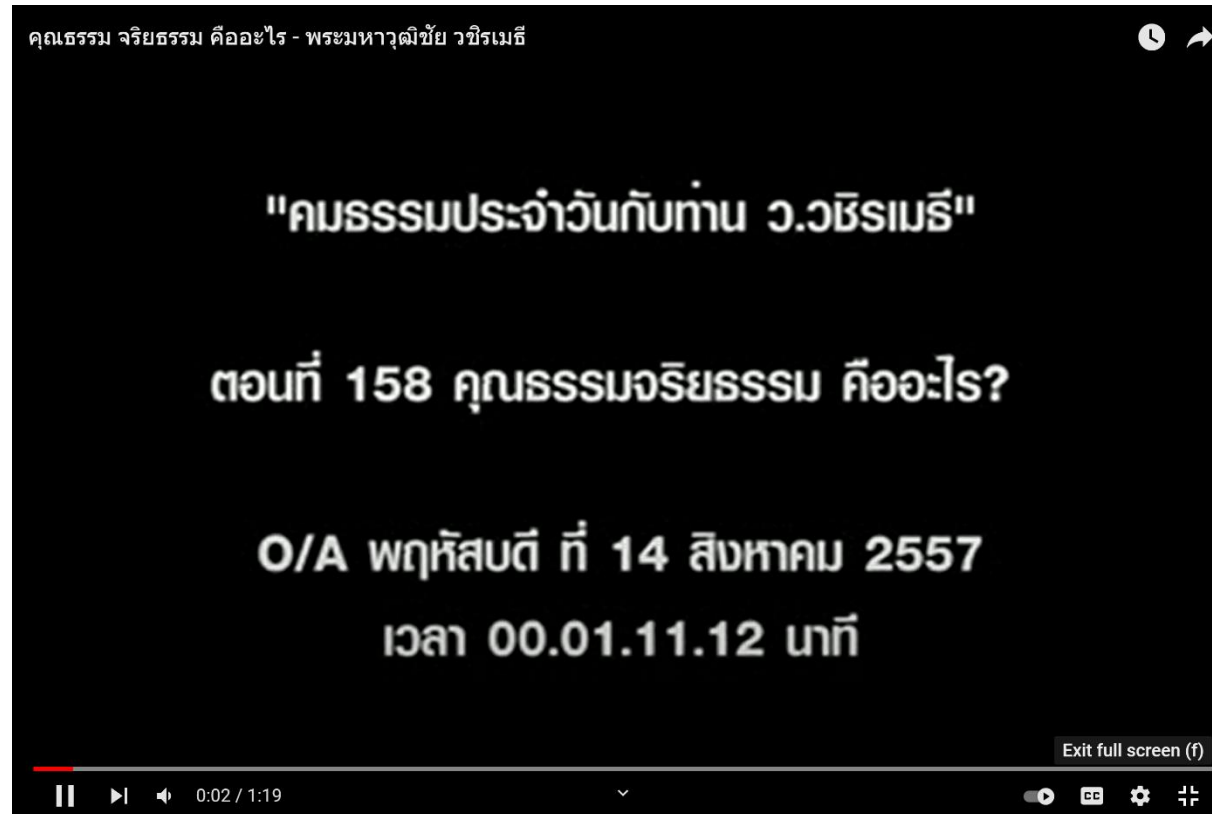 คุณธรรม จริยธรรม คืออะไร - พระมหาวุฒิชัย วชิรเมธี
"คมธรรมประจำวันกับท่าน ว.วชิรเมธี"
ตอนที่ 158 คุณธรรมจริยธรรม คืออะไร?
O/A พฤหัสบดี ที่ 14 สิงหาคม 2557
เวลา 00.01.11.12 นาที
Exit full screen (f)
0:02 / 1:19
CC